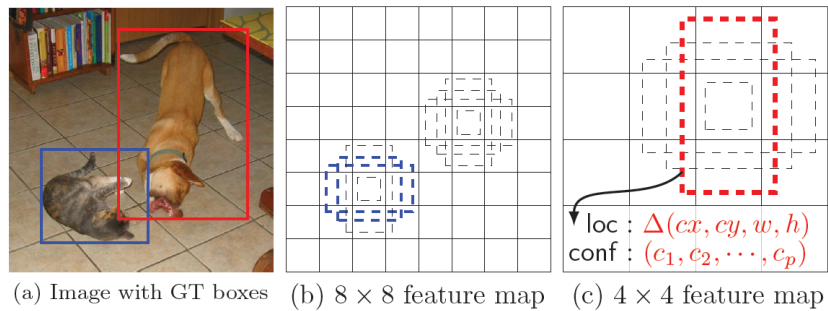 loc : Δ(cx, cy, w, h)
conf : (c₁, c₂, ⋯, cₚ)
(a) Image with GT boxes
(b) 8 × 8 feature map
(c) 4 × 4 feature map